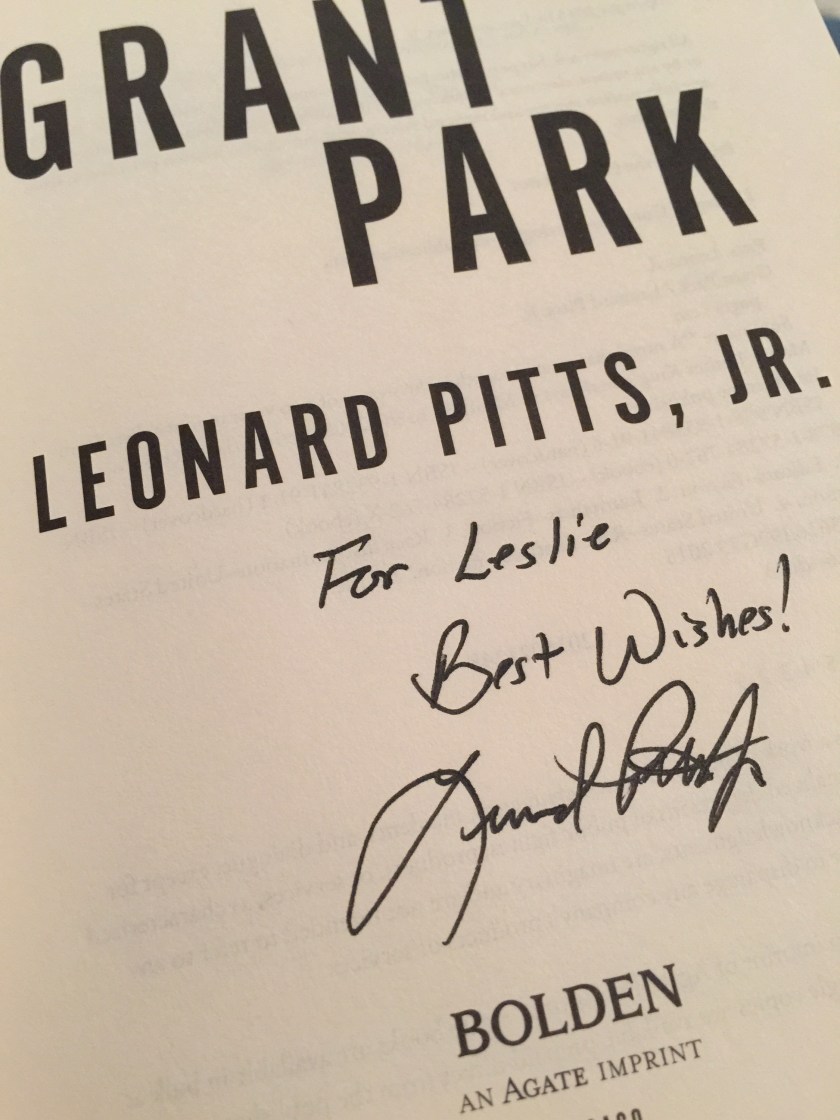 GRANT
PARK
LEONARD PITTS, JR.
For Leslie
Best Wishes!
BOLDEN
AN AGATE IMPRINT